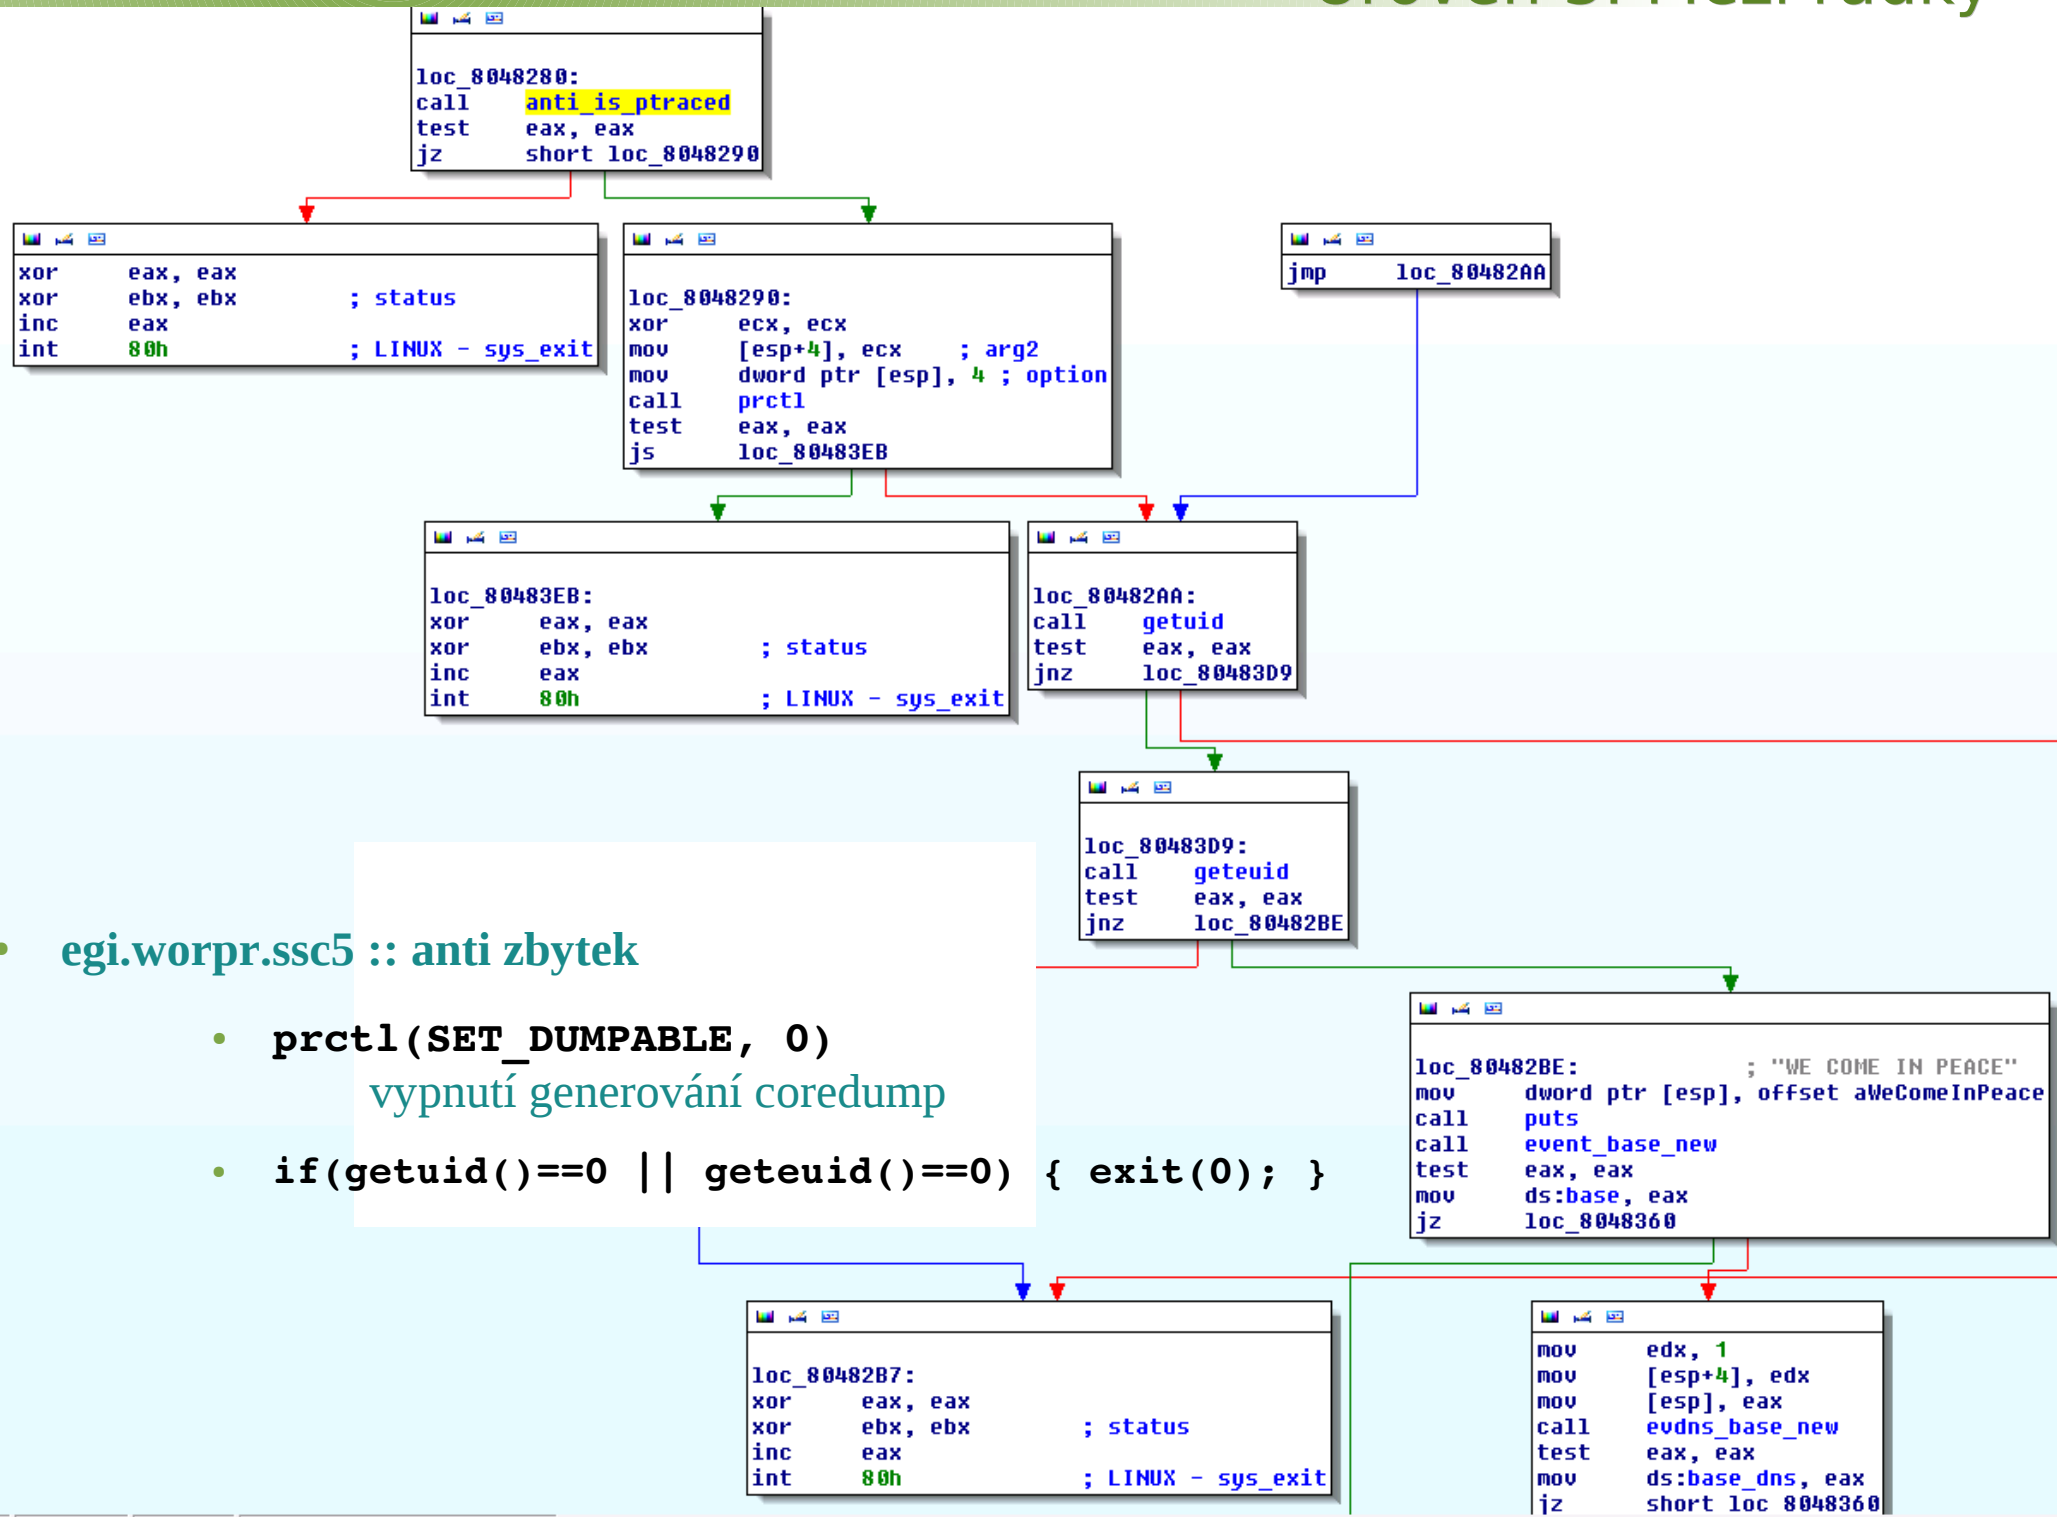 loc_8048280:
call anti_is_ptraced
test eax, eax
jz short loc_8048290
xor eax, eax
xor ebx, ebx ; status
inc eax
int 80h ; LINUX - sys_exit
loc_8048290:
xor ecx, ecx
mov [esp+4], ecx ; arg2
mov dword ptr [esp], 4 ; option
call prctl
test eax, eax
js loc_80483EB
jmp loc_80482AA
loc_80483EB:
xor eax, eax
xor ebx, ebx ; status
inc eax
int 80h ; LINUX - sys_exit
loc_80482AA:
call getuid
test eax, eax
jnz loc_80483D9
loc_80483D9:
call geteuid
test eax, eax
jnz loc_80482BE
• egi.worpr.ssc5 :: anti zbytek
• prctl(SET_DUMPABLE, 0)
vypnutí generování coredump
• if(getuid()==0 || geteuid()==0) { exit(0); }
loc_80482BE: ; "WE COME IN PEACE"
mov dword ptr [esp], offset aWeComeInPeace
call puts
call event_base_new
test eax, eax
mov ds:base, eax
jz loc_8048360
loc_80482B7:
xor eax, eax
xor ebx, ebx ; status
inc eax
int 80h ; LINUX - sys_exit
mov edx, 1
mov [esp+4], edx
mov [esp], eax
call evdns_base_new
test eax, eax
mov ds:base_dns, eax
jz short loc_8048360